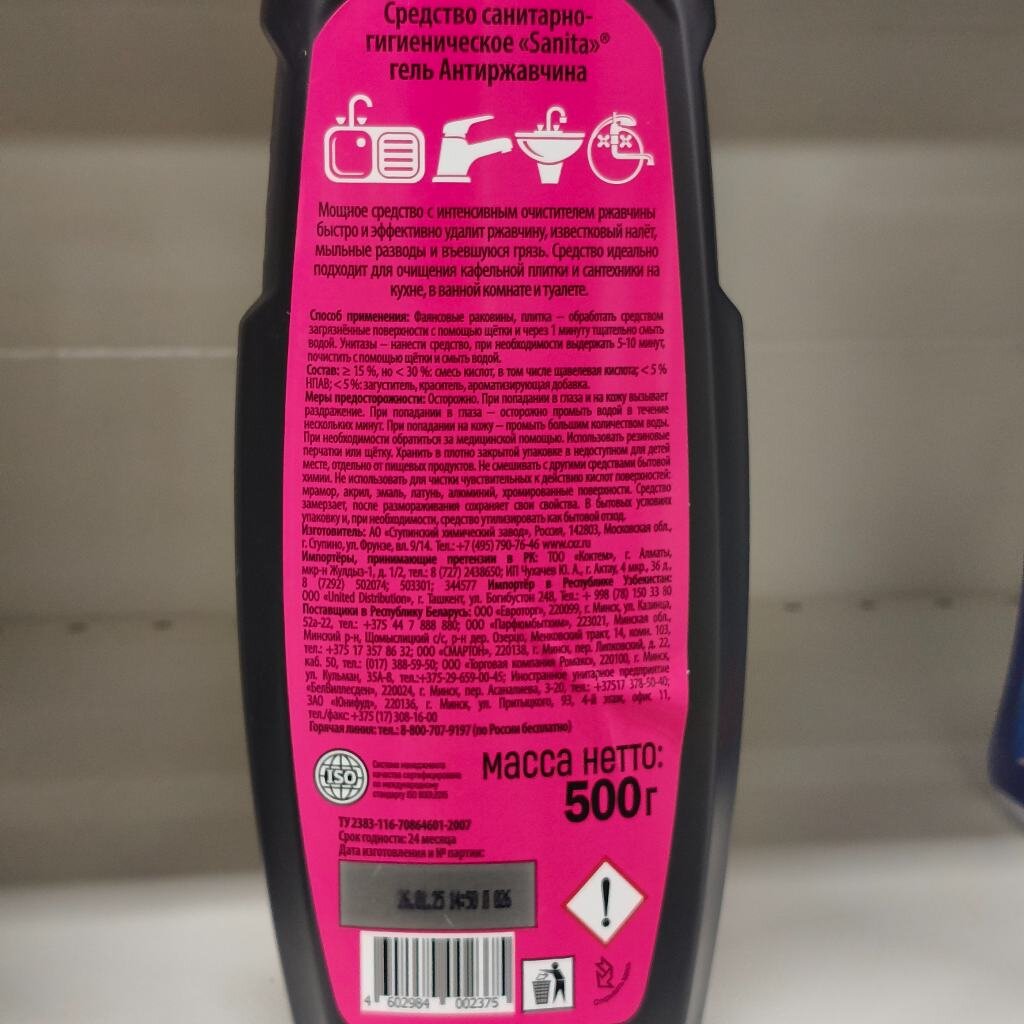 Средство санитарно-
гигиеническое «Sanita»®
гель Антиржавчина
Мощное средство с интенсивным очистителем ржавчины
быстро и эффективно удалит ржавчину, известковый налёт,
мыльные разводы и въевшуюся грязь. Средство идеально
подходит для очищения кафельной плитки и сантехники на
кухне, в ванной комнате и туалете.
Способ применения: Фаянсовые раковины, плитка – обработать средством
загрязнённые поверхности с помощью щётки и через 1 минуту тщательно смыть
водой. Унитазы – нанести средство, при необходимости выдержать 5-10 минут,
почистить с помощью щётки и смыть водой.
Состав: ≥ 15 %, но < 30 %: смесь кислот, в том числе щавелевая кислота; < 5 %
НПАВ; < 5 %: загуститель, краситель, ароматизирующая добавка.
Меры предосторожности: Осторожно. При попадании в глаза и на кожу вызывает
раздражение. При попадании в глаза – осторожно промыть водой в течение
нескольких минут. При попадании на кожу – промыть большим количеством воды.
При необходимости обратиться за медицинской помощью. Использовать резиновые
перчатки или щётку. Хранить в плотно закрытой упаковке в недоступном для детей
месте, отдельно от пищевых продуктов. Не смешивать с другими средствами бытовой
химии. Не использовать для чистки чувствительных к действию кислот поверхностей:
мрамор, акрил, эмаль, латунь, алюминий, хромированные поверхности. Средство
замерзает, после размораживания сохраняет свои свойства. В бытовых условиях
упаковку и, при необходимости, средство утилизировать как бытовой отход.
Изготовитель: АО «Ступинский химический завод», Россия, 142803, Московская обл.,
г. Ступино, ул. Фрунзе, вл. 9/14. Тел.: +7 (495) 790-76-46 www.cxz.ru
Импортёры, принимающие претензии в РК: ТОО «Коктем», г. Алматы,
мкр-н Жулдыз-1, д. 1/2, тел.: 8 (727) 2438650; ИП Чухачев Ю. А., г. Актау, 4 мкр., 36 д.,
8 (7292) 502074; 503301; 344577 Импортёр в Республике Узбекистан:
ООО «United Distribution», г. Ташкент, ул. Богибустон 248, Тел.: + 998 (78) 150 33 80
Поставщики в Республику Беларусь: ООО «Евроторг», 220099, г. Минск, ул. Казинца,
52а-22, тел.: +375 44 7 888 880; ООО «Парфюмбытхим», 223021, Минская обл.,
Минский р-н, Щомыслицкий с/с, р-н дер. Озерцо, Менковский тракт, 14, комн. 103,
тел.: +375 17 357 86 32; ООО «СМАРТОН», 220138, г. Минск, пер. Липковский, д. 22,
каб. 50, тел.: (017) 388-59-50; ООО «Торговая компания Ромакс», 220100, г. Минск,
ул. Кульман, 35А-8, тел.:+375-29-659-00-45; Иностранное унитарное предприятие
«БелВиллесден», 220024, г. Минск, пер. Асаналиева, 3-20, тел.: +37517 378-50-40;
ЗАО «Юнифуд», 220136, г. Минск, ул. Притыцкого, 93, 4-й этаж, офис 11,
тел./факс: +375 (17) 308-16-00
Горячая линия: тел.: 8-800-707-9197 (по России бесплатно)
ISO
Система менеджмента
качества сертифицирована
по международному
стандарту ISO 9001:2015
масса нетто:
500г
ТУ 2383-116-70864601-2007
Срок годности: 24 месяца
Дата изготовления и № партии:
14:50
4 602984 002375